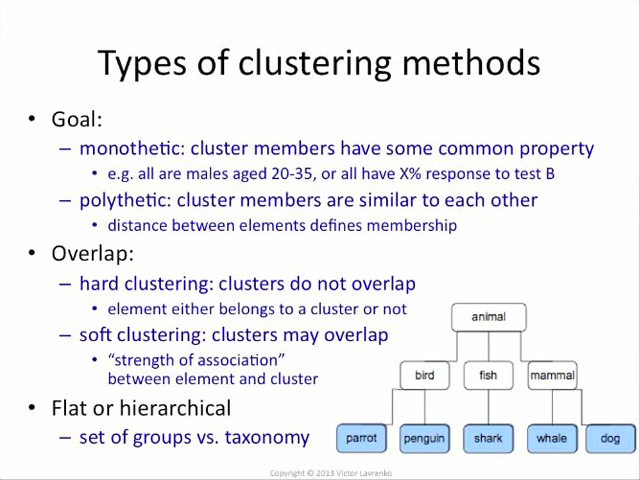 Types of clustering methods
• Goal:
– monothetic: cluster members have some common property
• e.g. all are males aged 20-35, or all have X% response to test B
– polythetic: cluster members are similar to each other
• distance between elements defines membership
• Overlap:
– hard clustering: clusters do not overlap
• element either belongs to a cluster or not
– soft clustering: clusters may overlap
• “strength of association”
between element and cluster
• Flat or hierarchical
– set of groups vs. taxonomy
animal
bird fish mammal
parrot penguin shark whale dog
Copyright © 2013 Victor Lavrenko